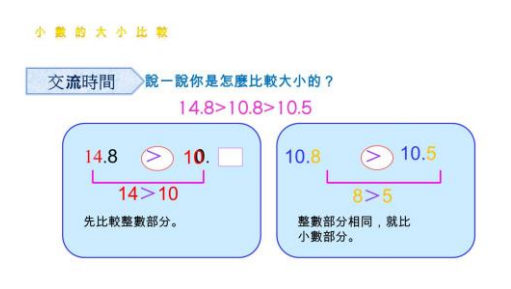 小數的大小比較
交流時間
說一說你是怎麼比較大小的？
14.8>10.8>10.5
14.8 > 10.
14>10
先比較整數部分。
10.8 > 10.5
8>5
整數部分相同，就比
小數部分。